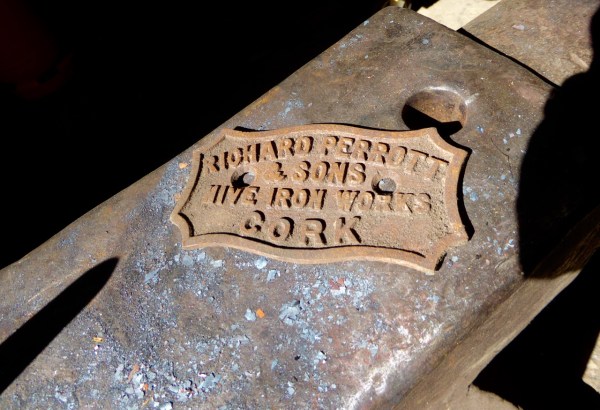 RICHARD PERROTT
& SONS
HIVE IRON WORKS
CORK